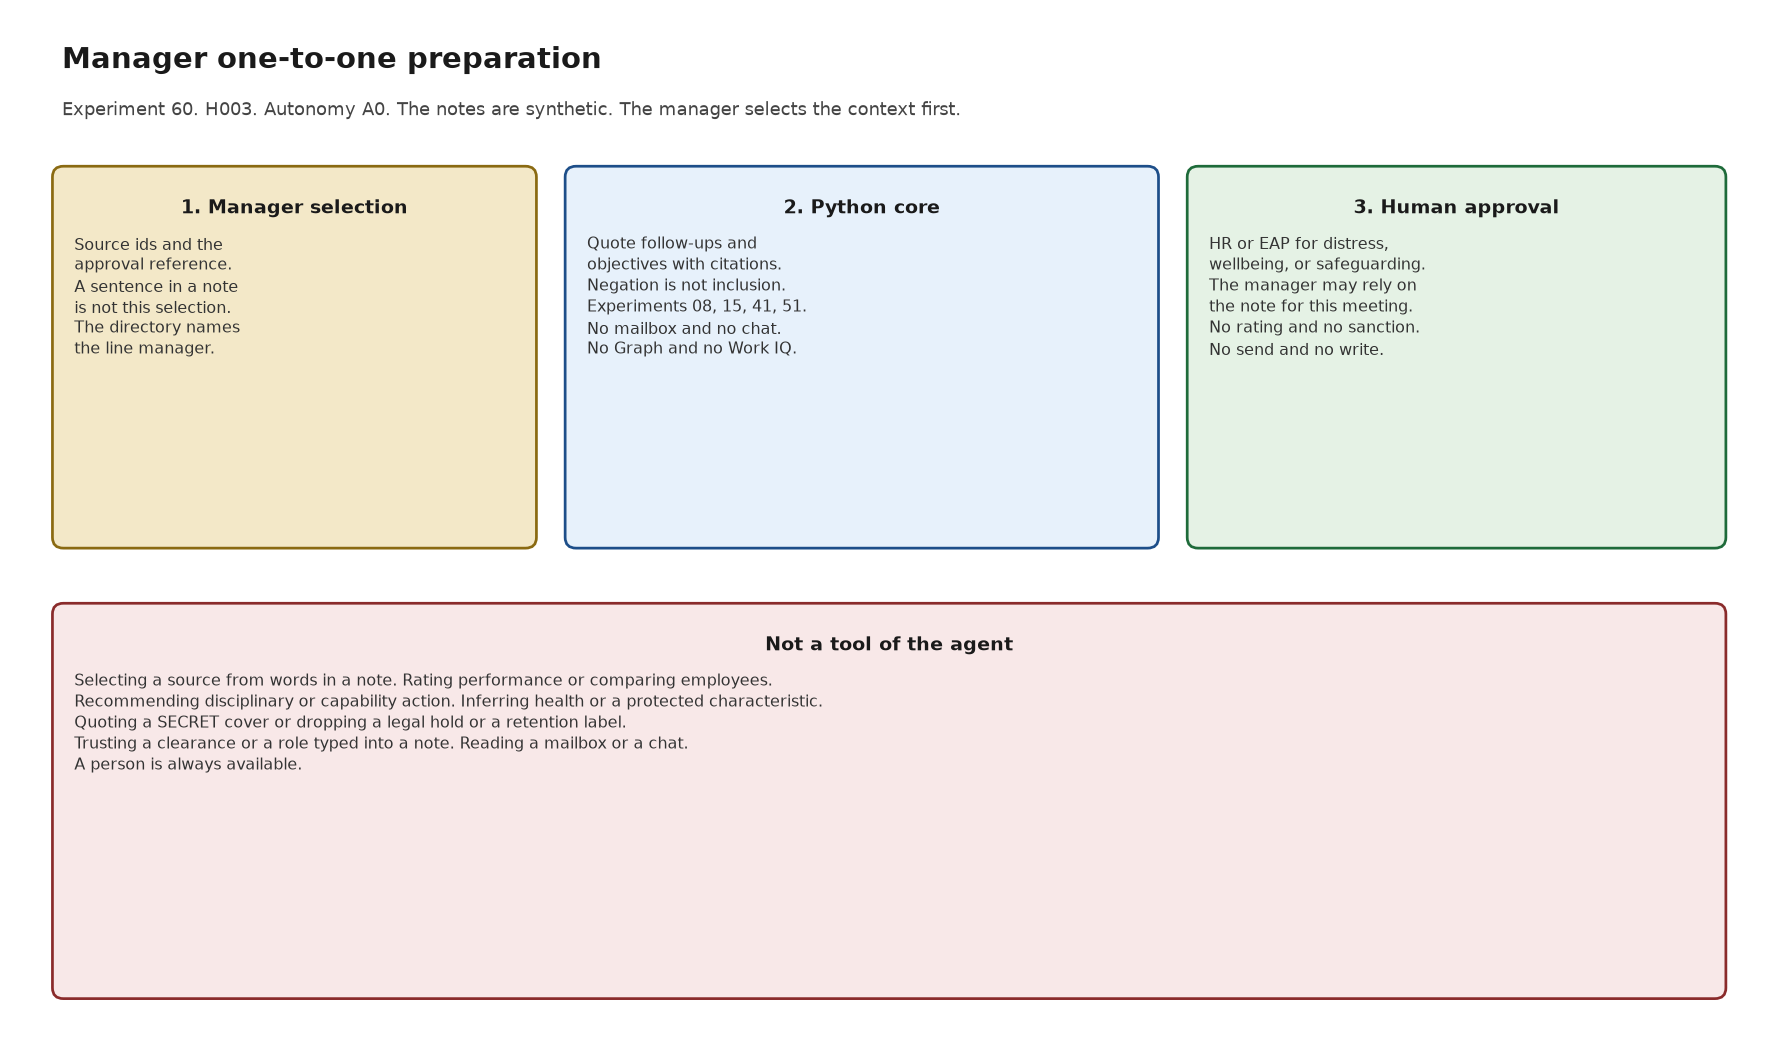 Manager one-to-one preparation
Experiment 60. H003. Autonomy A0. The notes are synthetic. The manager selects the context first.
1. Manager selection
Source ids and the
approval reference.
A sentence in a note
is not this selection.
The directory names
the line manager.
2. Python core
Quote follow-ups and
objectives with citations.
Negation is not inclusion.
Experiments 08, 15, 41, 51.
No mailbox and no chat.
No Graph and no Work IQ.
3. Human approval
HR or EAP for distress,
wellbeing, or safeguarding.
The manager may rely on
the note for this meeting.
No rating and no sanction.
No send and no write.
Not a tool of the agent
Selecting a source from words in a note. Rating performance or comparing employees.
Recommending disciplinary or capability action. Inferring health or a protected characteristic.
Quoting a SECRET cover or dropping a legal hold or a retention label.
Trusting a clearance or a role typed into a note. Reading a mailbox or a chat.
A person is always available.